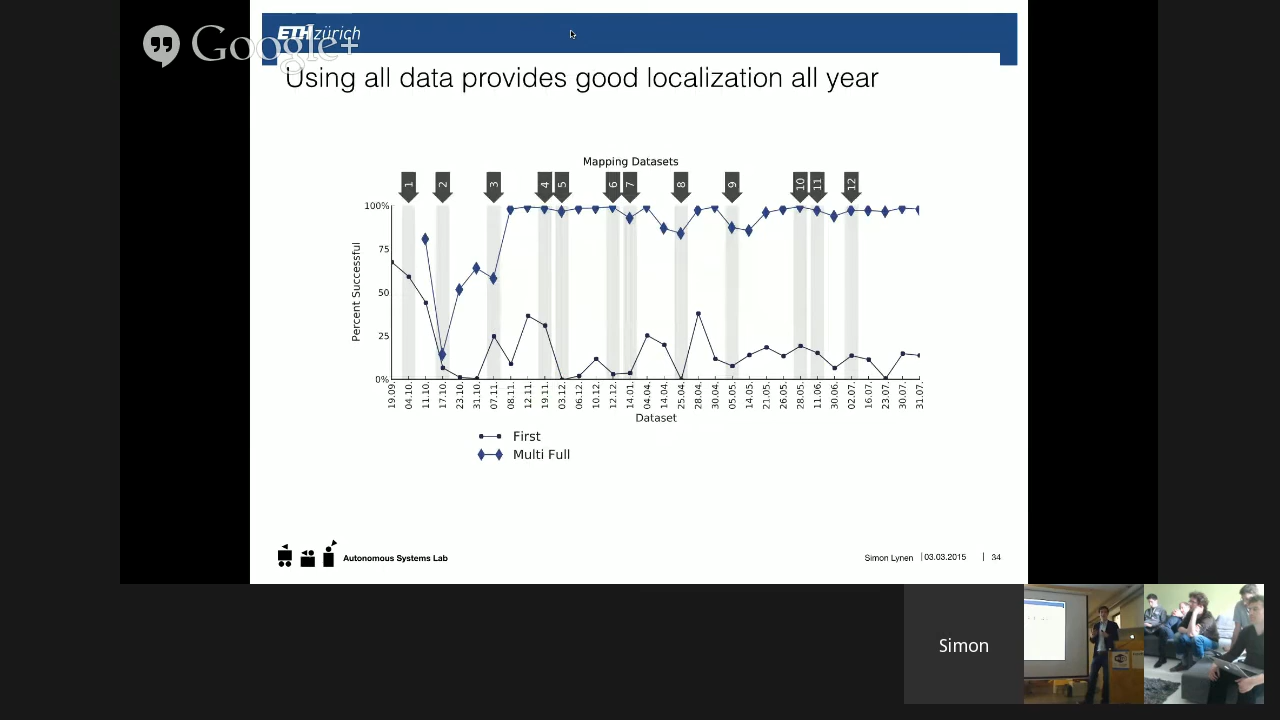 ETH zürich
Google+
Using all data provides good localization all year
Mapping Datasets
1 2 3 4 5 6 7 8 9 10 11 12
100%
75
50
25
0%
Percent Successful
19.09. 04.10. 11.10. 17.10. 23.10. 31.10. 07.11. 08.11. 12.11. 19.11. 03.12. 06.12. 10.12. 12.12. 14.01. 04.04. 14.04. 25.04. 28.04. 30.04. 05.05. 14.05. 21.05. 26.05. 28.05. 11.06. 30.06. 02.07. 16.07. 23.07. 30.07. 31.07.
Dataset
First
Multi Full
Autonomous Systems Lab
Simon Lynen | 03.03.2015 | 34
Simon